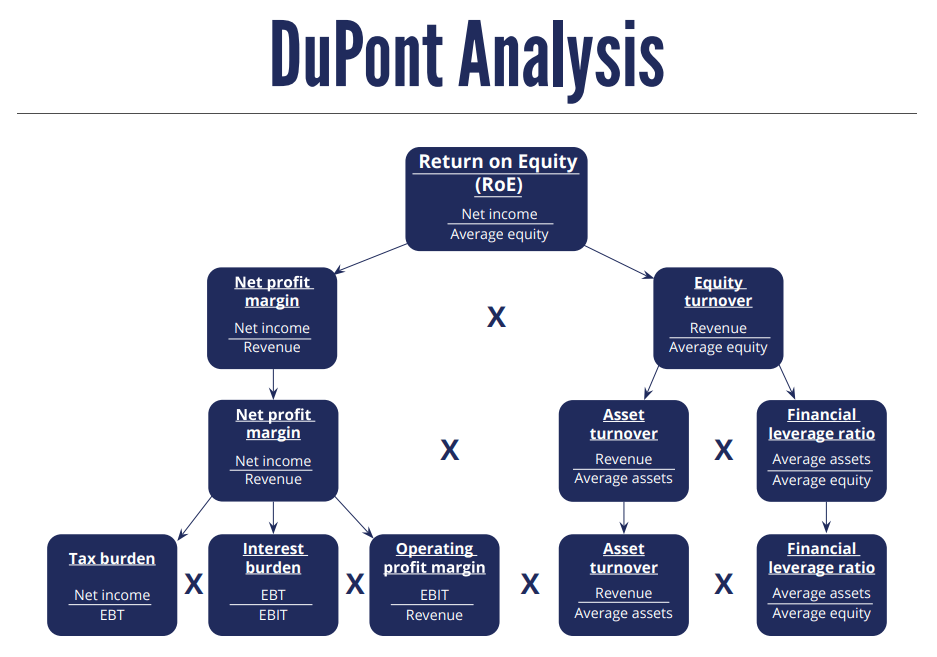 DuPont Analysis
Return on Equity
(RoE)
Net income
Average equity
Net profit
margin
Net income
Revenue
X
Equity
turnover
Revenue
Average equity
Net profit
margin
Net income
Revenue
X
Asset
turnover
Revenue
Average assets
X
Financial
leverage ratio
Average assets
Average equity
Tax burden
Net income
EBT
X
Interest
burden
EBT
EBIT
X
Operating
profit margin
EBIT
Revenue
X
Asset
turnover
Revenue
Average assets
X
Financial
leverage ratio
Average assets
Average equity